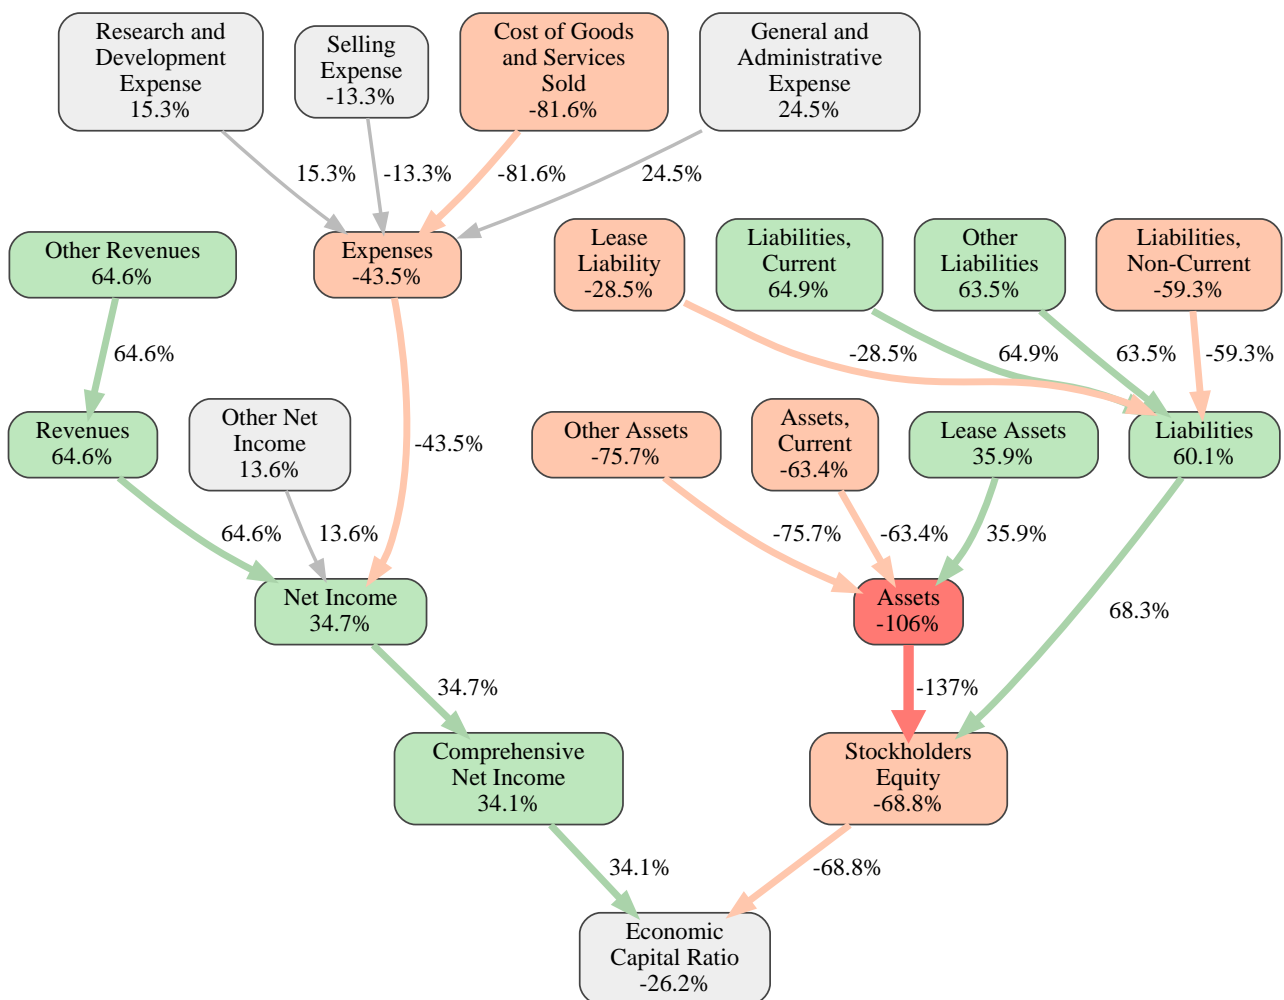 Research and
Development
Expense
15.3%
Selling
Expense
-13.3%
Cost of Goods
and Services
Sold
-81.6%
General and
Administrative
Expense
24.5%
15.3%
-13.3%
-81.6%
24.5%
Other Revenues
64.6%
Expenses
-43.5%
Lease
Liability
-28.5%
Liabilities,
Current
64.9%
Other
Liabilities
63.5%
Liabilities,
Non-Current
-59.3%
64.6%
-28.5%
64.9%
63.5%
-59.3%
Revenues
64.6%
Other Net
Income
13.6%
-43.5%
Other Assets
-75.7%
Assets,
Current
-63.4%
Lease Assets
35.9%
Liabilities
60.1%
64.6%
13.6%
-75.7%
-63.4%
35.9%
Net Income
34.7%
Assets
-106%
68.3%
34.7%
-137%
Comprehensive
Net Income
34.1%
Stockholders
Equity
-68.8%
34.1%
-68.8%
Economic
Capital Ratio
-26.2%